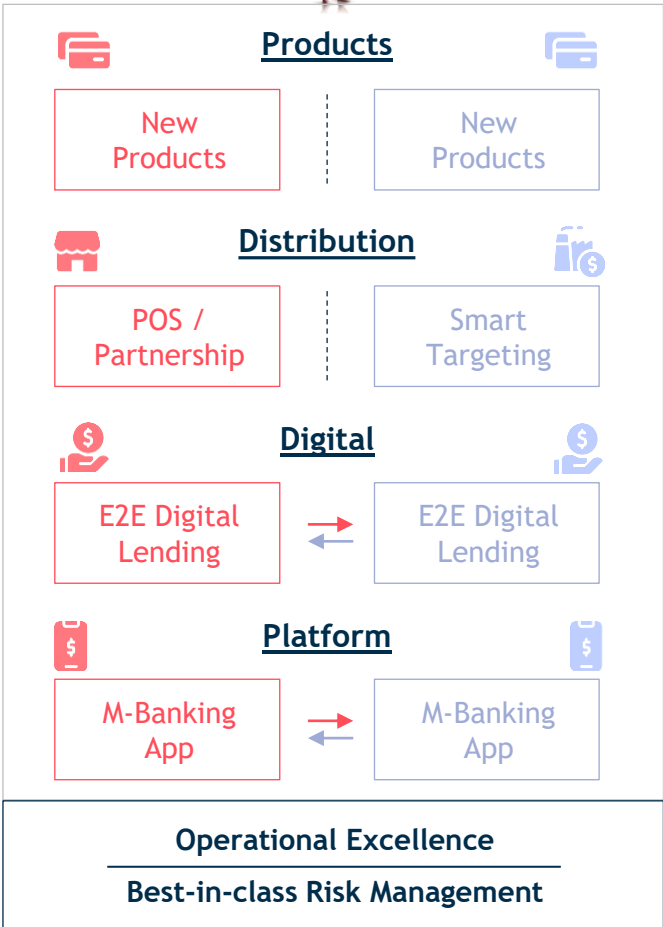 Products
New
Products
New
Products
Distribution
POS /
Partnership
Smart
Targeting
Digital
E2E Digital
Lending
E2E Digital
Lending
Platform
M-Banking
App
M-Banking
App
Operational Excellence
Best-in-class Risk Management